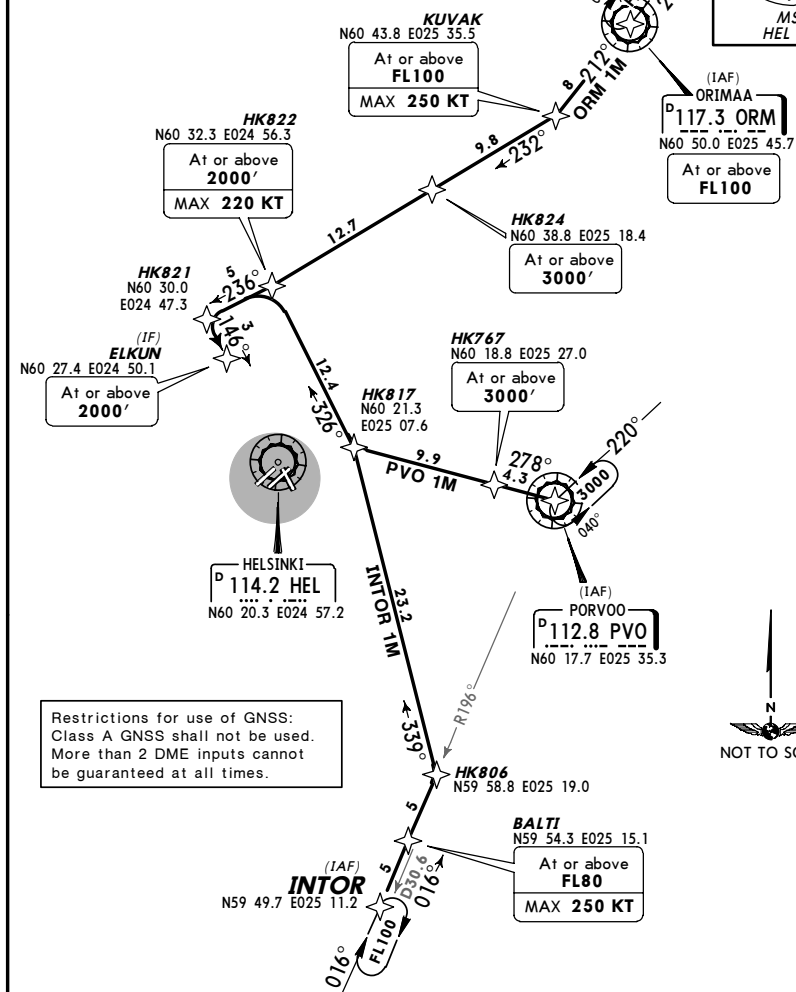 KUVAK
N60 43.8 E025 35.5
At or above
FL100
MAX 250 KT
8
212°
ORM 1M
MS
HEL
(IAF)
ORIMAA
D 117.3 ORM
N60 50.0 E025 45.7
At or above
FL100
HK822
N60 32.3 E024 56.3
At or above
2000'
MAX 220 KT
9.8
232°
12.7
HK824
N60 38.8 E025 18.4
At or above
3000'
HK821
N60 30.0
E024 47.3
5
236°
3
146°
(IF)
ELKUN
N60 27.4 E024 50.1
At or above
2000'
12.4
326°
HK817
N60 21.3
E025 07.6
HK767
N60 18.8 E025 27.0
At or above
3000'
9.9
PVO 1M
278°
4.3
220°
3000
040°
(IAF)
PORVOO
D 112.8 PVO
N60 17.7 E025 35.3
HELSINKI
D 114.2 HEL
N60 20.3 E024 57.2
23.2
INTOR 1M
R196°
339°
Restrictions for use of GNSS:
Class A GNSS shall not be used.
More than 2 DME inputs cannot
be guaranteed at all times.
N
NOT TO SC
HK806
N59 58.8 E025 19.0
5
BALTI
N59 54.3 E025 15.1
At or above
FL80
MAX 250 KT
5
D30.6
016°
(IAF)
INTOR
N59 49.7 E025 11.2
FL100
016°